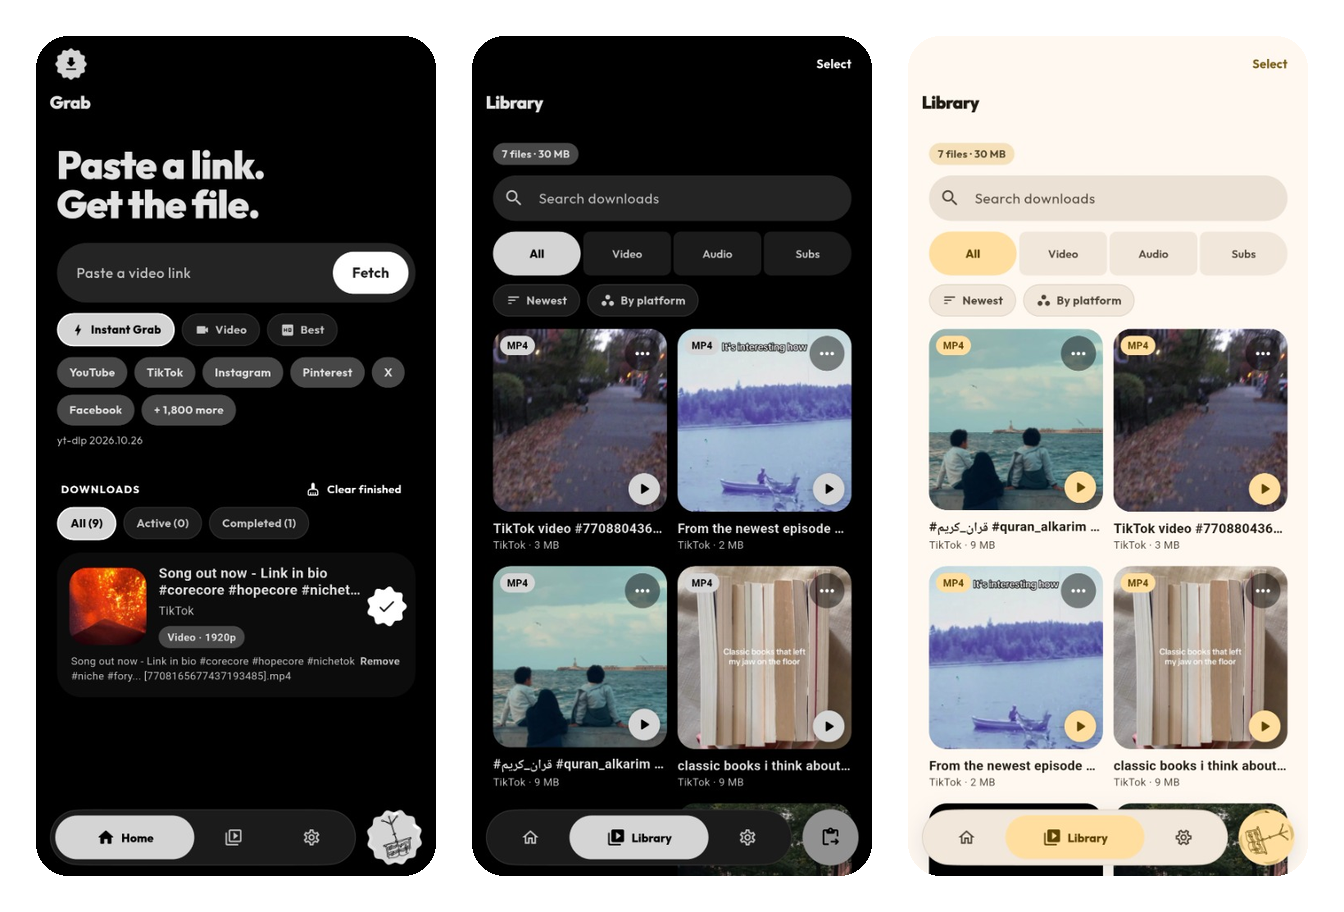 Grab
Paste a link.
Get the file.
Paste a video link
Fetch
Instant Grab
Video
Best
YouTube
TikTok
Instagram
Pinterest
X
Facebook
+ 1,800 more
yt-dlp 2026.10.26
DOWNLOADS
Clear finished
All (9)
Active (0)
Completed (1)
Song out now - Link in bio
#corecore #hopecore #nichet...
TikTok
Video · 1920p
Song out now - Link in bio #corecore #hopecore #nichetok
#niche #fory... [7708165677437193485].mp4
Remove
Home
Select
Library
7 files · 30 MB
Search downloads
All
Video
Audio
Subs
Newest
By platform
MP4
TikTok video #770880436...
TikTok · 3 MB
MP4
It's interesting how
From the newest episode ...
TikTok · 2 MB
MP4
#قران_كريم #quran_alkarim ...
TikTok · 9 MB
MP4
Classic books that left
my jaw on the floor
classic books i think about...
TikTok · 9 MB
Library
Select
Library
7 files · 30 MB
Search downloads
All
Video
Audio
Subs
Newest
By platform
MP4
#قران_كريم #quran_alkarim ...
TikTok · 9 MB
MP4
TikTok video #770880436...
TikTok · 3 MB
MP4
It's interesting how
From the newest episode ...
TikTok · 2 MB
MP4
Classic books that left
my jaw on the floor
classic books i think about...
TikTok · 9 MB
Library